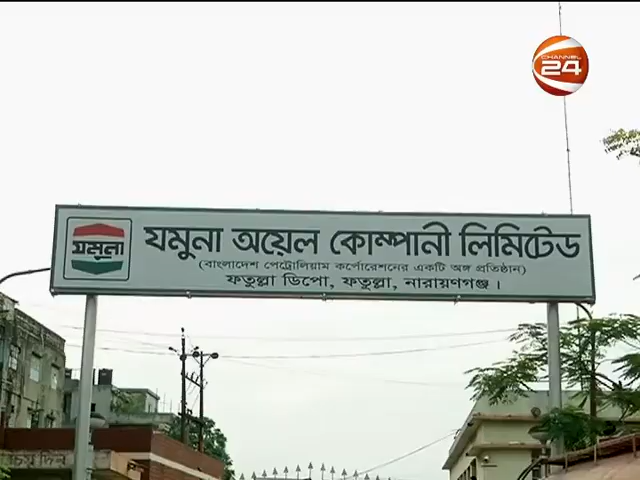 CHANNEL
24
যমুনা
যমুনা অয়েল কোম্পানী লিমিটেড
(বাংলাদেশ পেট্রোলিয়াম কর্পোরেশনের একটি অঙ্গ প্রতিষ্ঠান)
ফতুল্লা ডিপো, ফতুল্লা, নারায়ণগঞ্জ।